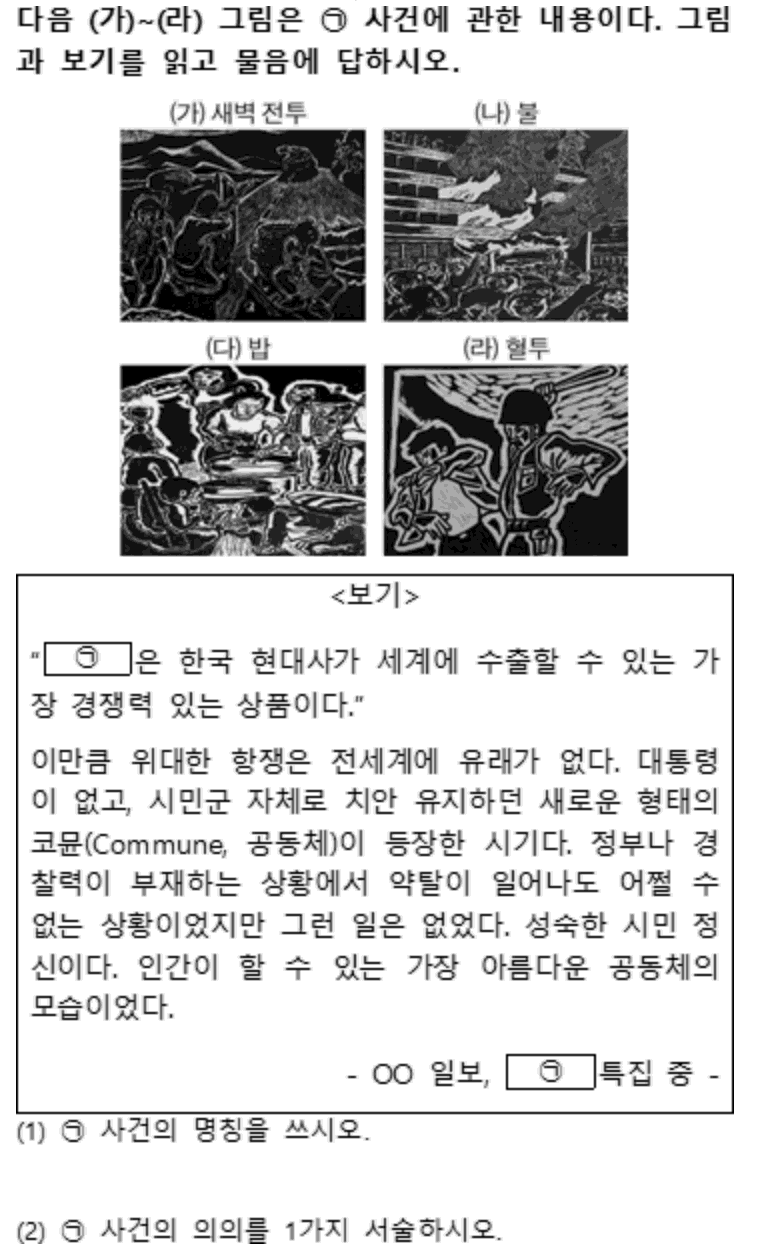 다음 (가)~(라) 그림은 ㉠ 사건에 관한 내용이다. 그림
과 보기를 읽고 물음에 답하시오.
(가) 새벽 전투
(나) 불
(다) 밥
(라) 혈투
<보기>
“ ㉠ 은 한국 현대사가 세계에 수출할 수 있는 가
장 경쟁력 있는 상품이다.”
이만큼 위대한 항쟁은 전세계에 유래가 없다. 대통령
이 없고, 시민군 자체로 치안 유지하던 새로운 형태의
코뮨(Commune, 공동체)이 등장한 시기다. 정부나 경
찰력이 부재하는 상황에서 약탈이 일어나도 어쩔 수
없는 상황이었지만 그런 일은 없었다. 성숙한 시민 정
신이다. 인간이 할 수 있는 가장 아름다운 공동체의
모습이었다.
- OO 일보, ㉠ 특집 중 -
(1) ㉠ 사건의 명칭을 쓰시오.
(2) ㉠ 사건의 의의를 1가지 서술하시오.